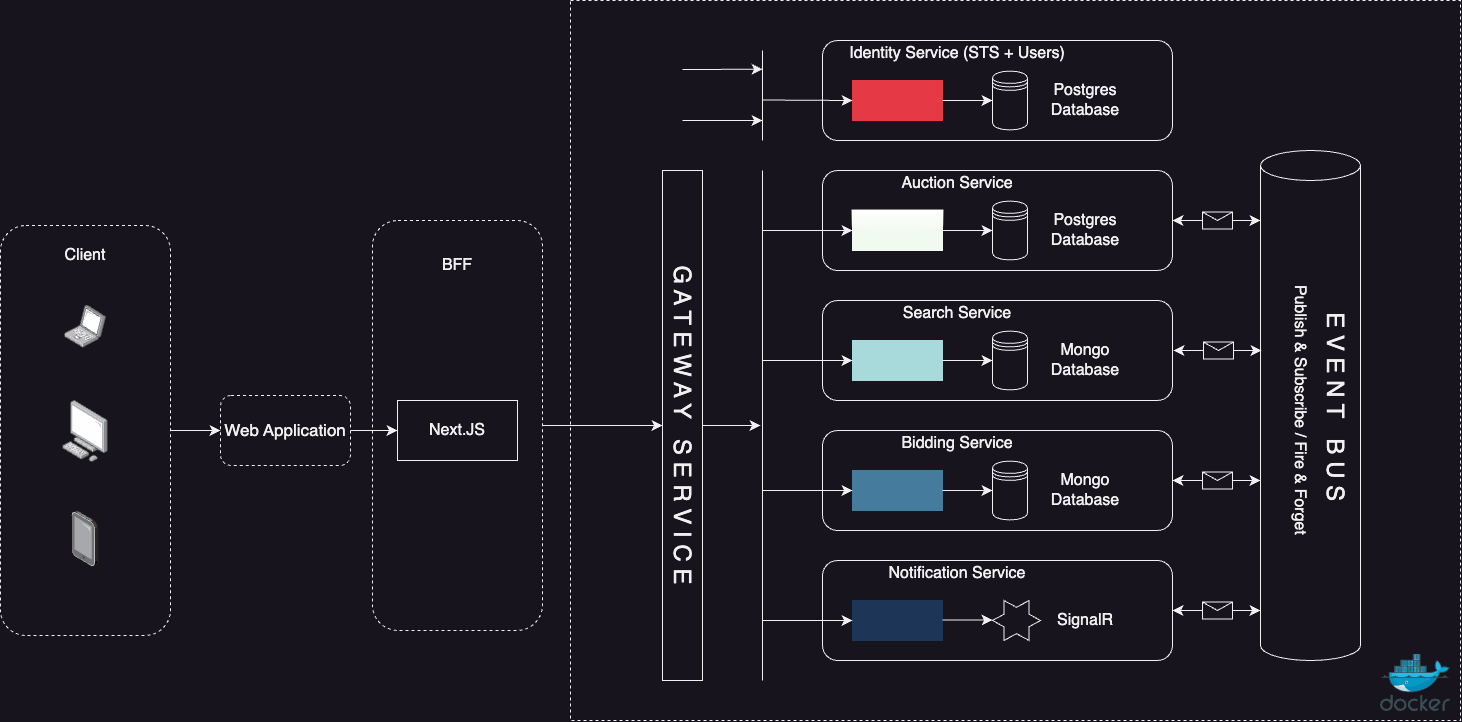 Client
Web Application
BFF
Next.JS
GATEWAY SERVICE
Identity Service (STS + Users)
Postgres
Database
Auction Service
Postgres
Database
Search Service
Mongo
Database
Bidding Service
Mongo
Database
Notification Service
SignalR
EVENT BUS
Publish & Subscribe / Fire & Forget
docker